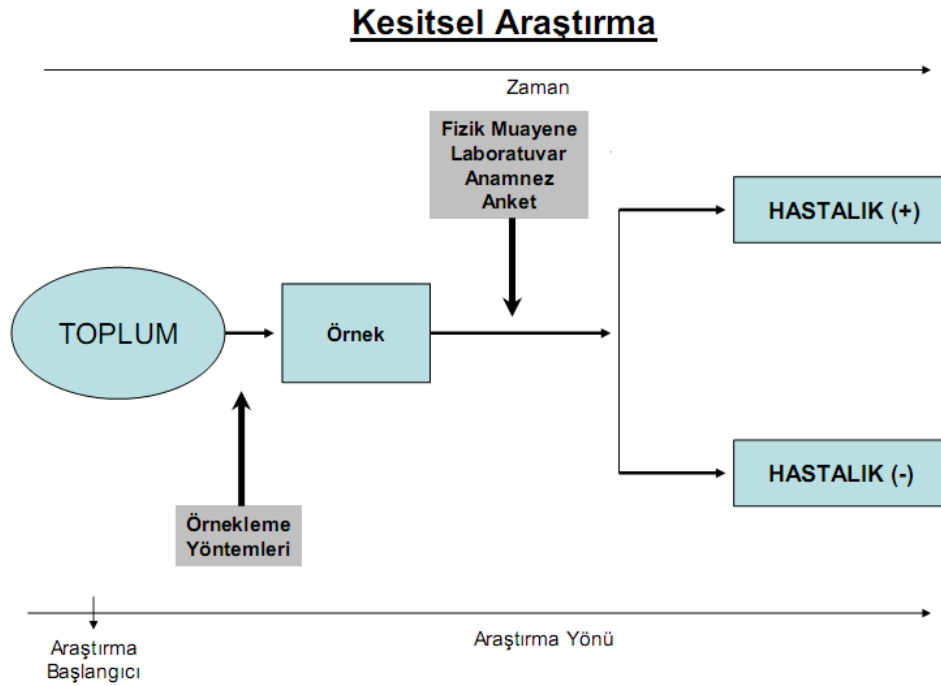 Kesitsel Araştırma
Zaman
Fizik Muayene
Laboratuvar
Anamnez
Anket
HASTALIK (+)
TOPLUM
Örnek
HASTALIK (-)
Örnekleme
Yöntemleri
Araştırma
Başlangıcı
Araştırma Yönü